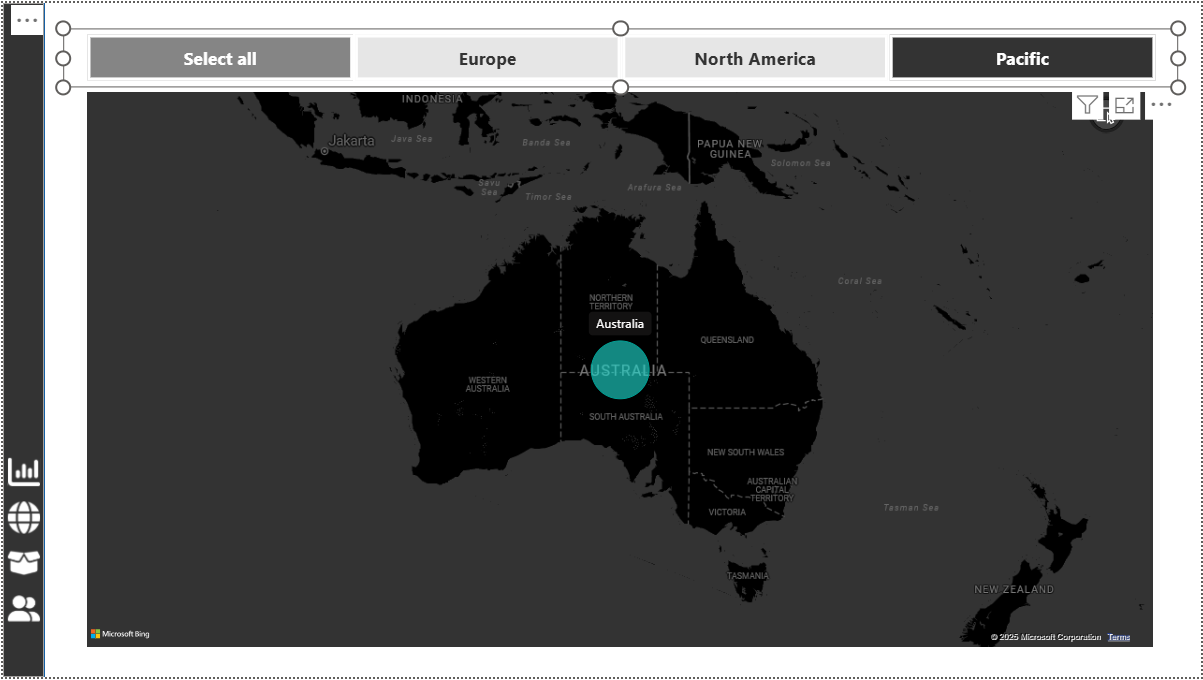 Select all
Europe
North America
Pacific
INDONESIA
Jakarta
Java Sea
Banda Sea
PAPUA NEW
GUINEA
Solomon Sea
Savu
Sea
Timor Sea
Arafura Sea
Coral Sea
NORTHERN
TERRITORY
Australia
QUEENSLAND
AUSTRALIA
WESTERN
AUSTRALIA
SOUTH AUSTRALIA
NEW SOUTH WALES
AUSTRALIAN
CAPITAL
TERRITORY
VICTORIA
Tasman Sea
TASMANIA
NEW ZEALAND
Microsoft Bing
© 2025 Microsoft Corporation Terms